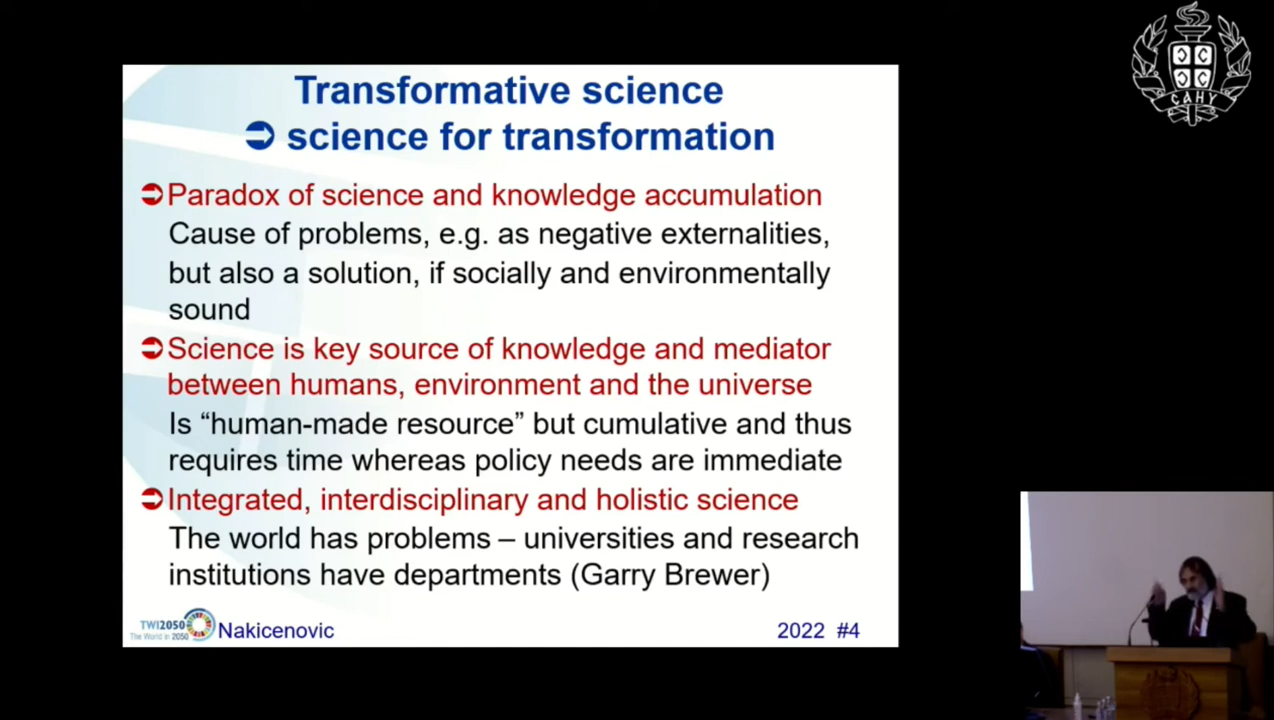 Transformative science
➲ science for transformation
➲Paradox of science and knowledge accumulation
Cause of problems, e.g. as negative externalities,
but also a solution, if socially and environmentally
sound
➲Science is key source of knowledge and mediator
between humans, environment and the universe
Is “human-made resource” but cumulative and thus
requires time whereas policy needs are immediate
➲Integrated, interdisciplinary and holistic science
The world has problems – universities and research
institutions have departments (Garry Brewer)
TWI2050
The World in 2050
Nakicenovic
2022 #4
САНУ